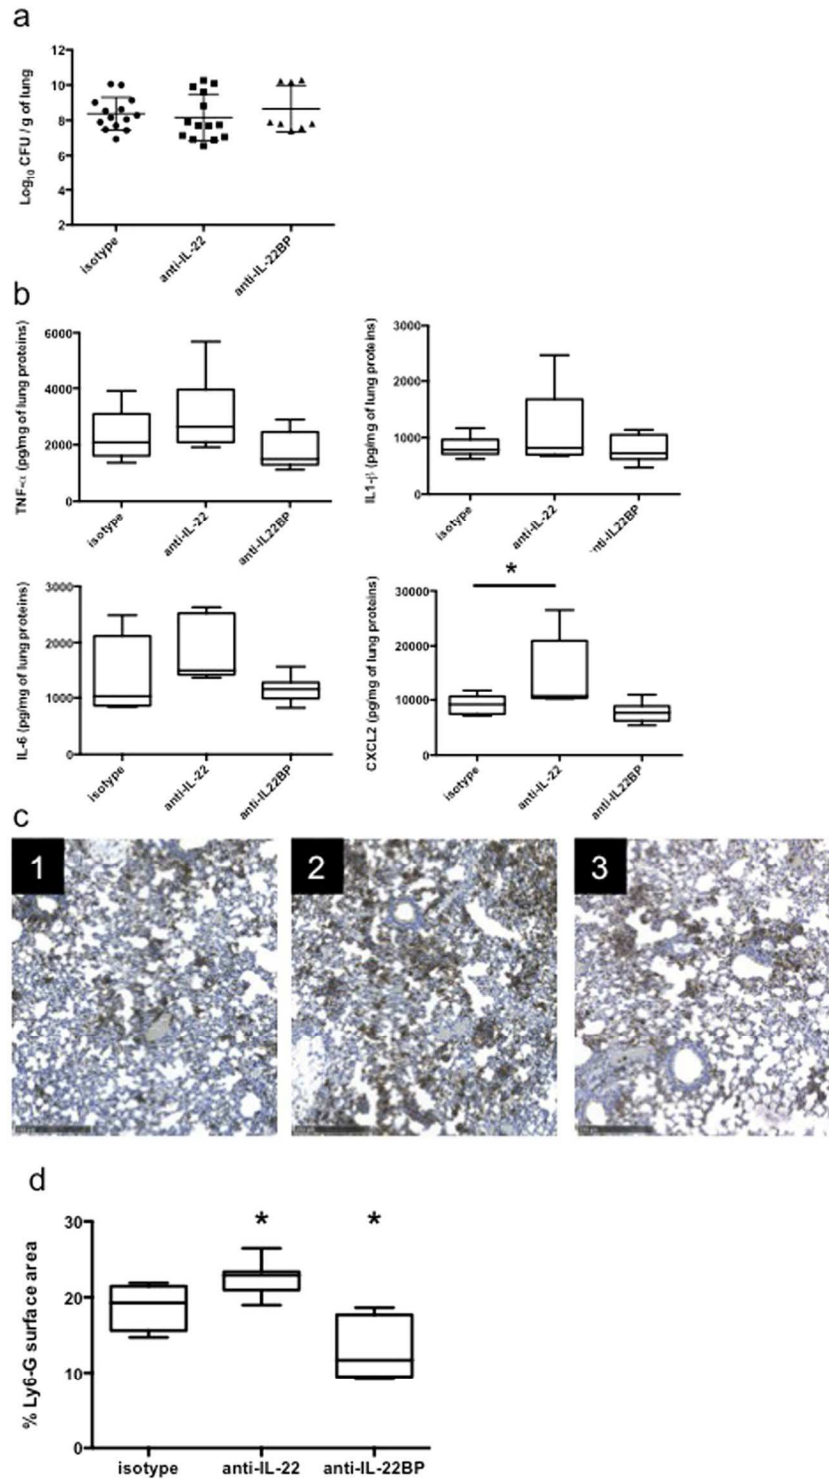 a
12
10
8
6
4
2
Log10 CFU / g of lung
isotype
anti-IL-22
anti-IL-22BP
b
6000
4000
2000
0
TNF-α (pg/mg of lung proteins)
isotype
anti-IL-22
anti-IL22BP
3000
2000
1000
0
IL1-β (pg/mg of lung proteins)
isotype
anti-IL-22
nti-IL22BP
3000
2000
1000
0
IL-6 (pg/mg of lung proteins)
isotype
anti-IL-22
anti-IL22BP
*
30000
20000
10000
0
CXCL2 (pg/mg of lung proteins)
isotype
anti-IL-22
anti-IL22BP
c
1
2
3
d
* *
30
20
10
0
% Ly6-G surface area
isotype
anti-IL-22
anti-IL-22BP